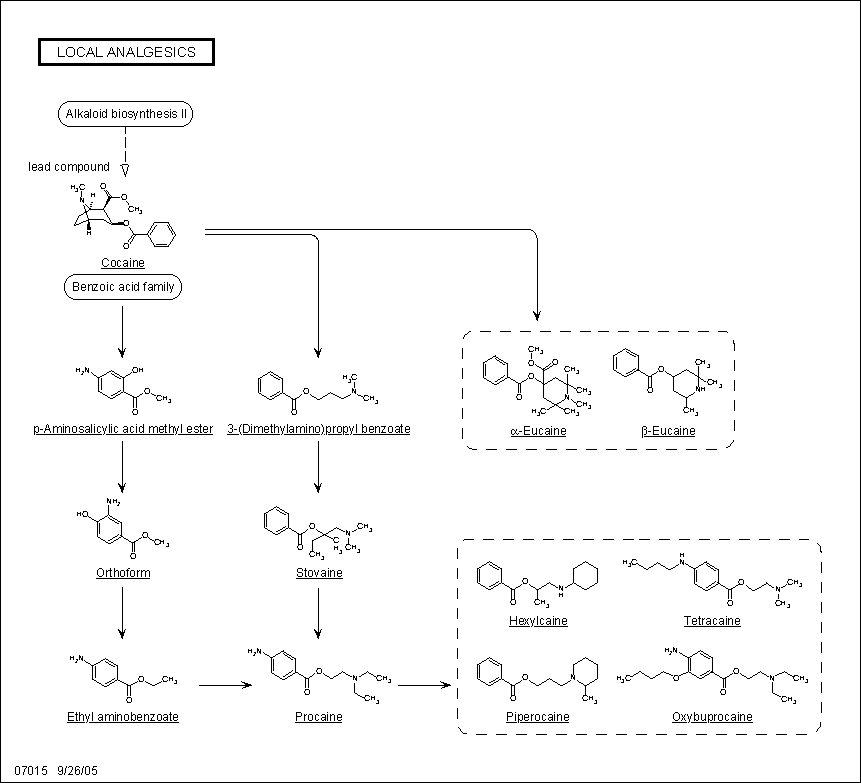 LOCAL ANALGESICS
Alkaloid biosynthesis II
lead compound
Cocaine
Benzoic acid family
p-Aminosalicylic acid methyl ester
3-(Dimethylamino)propyl benzoate
α-Eucaine
β-Eucaine
Orthoform
Stovaine
Hexylcaine
Tetracaine
Ethyl aminobenzoate
Procaine
Piperocaine
Oxybuprocaine
07015 9/26/05